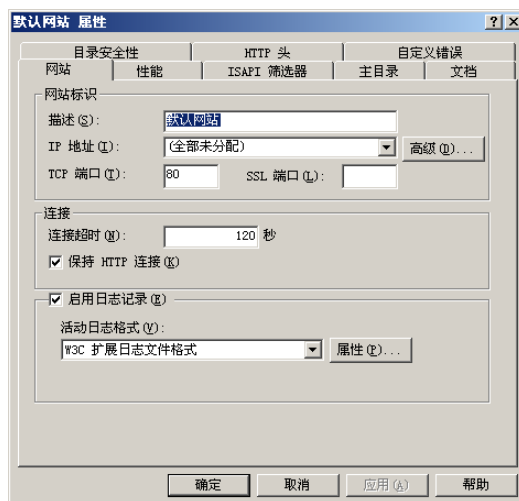 默认网站 属性
目录安全性 HTTP 头 自定义错误
网站 性能 ISAPI 筛选器 主目录 文档
网站标识
描述(S): 默认网站
IP 地址(I): (全部未分配) 高级(D)...
TCP 端口(T): 80 SSL 端口(L):
连接
连接超时(N): 120 秒
保持 HTTP 连接(K)
启用日志记录(E)
活动日志格式(V):
W3C 扩展日志文件格式 属性(P)...
确定 取消 应用(A) 帮助